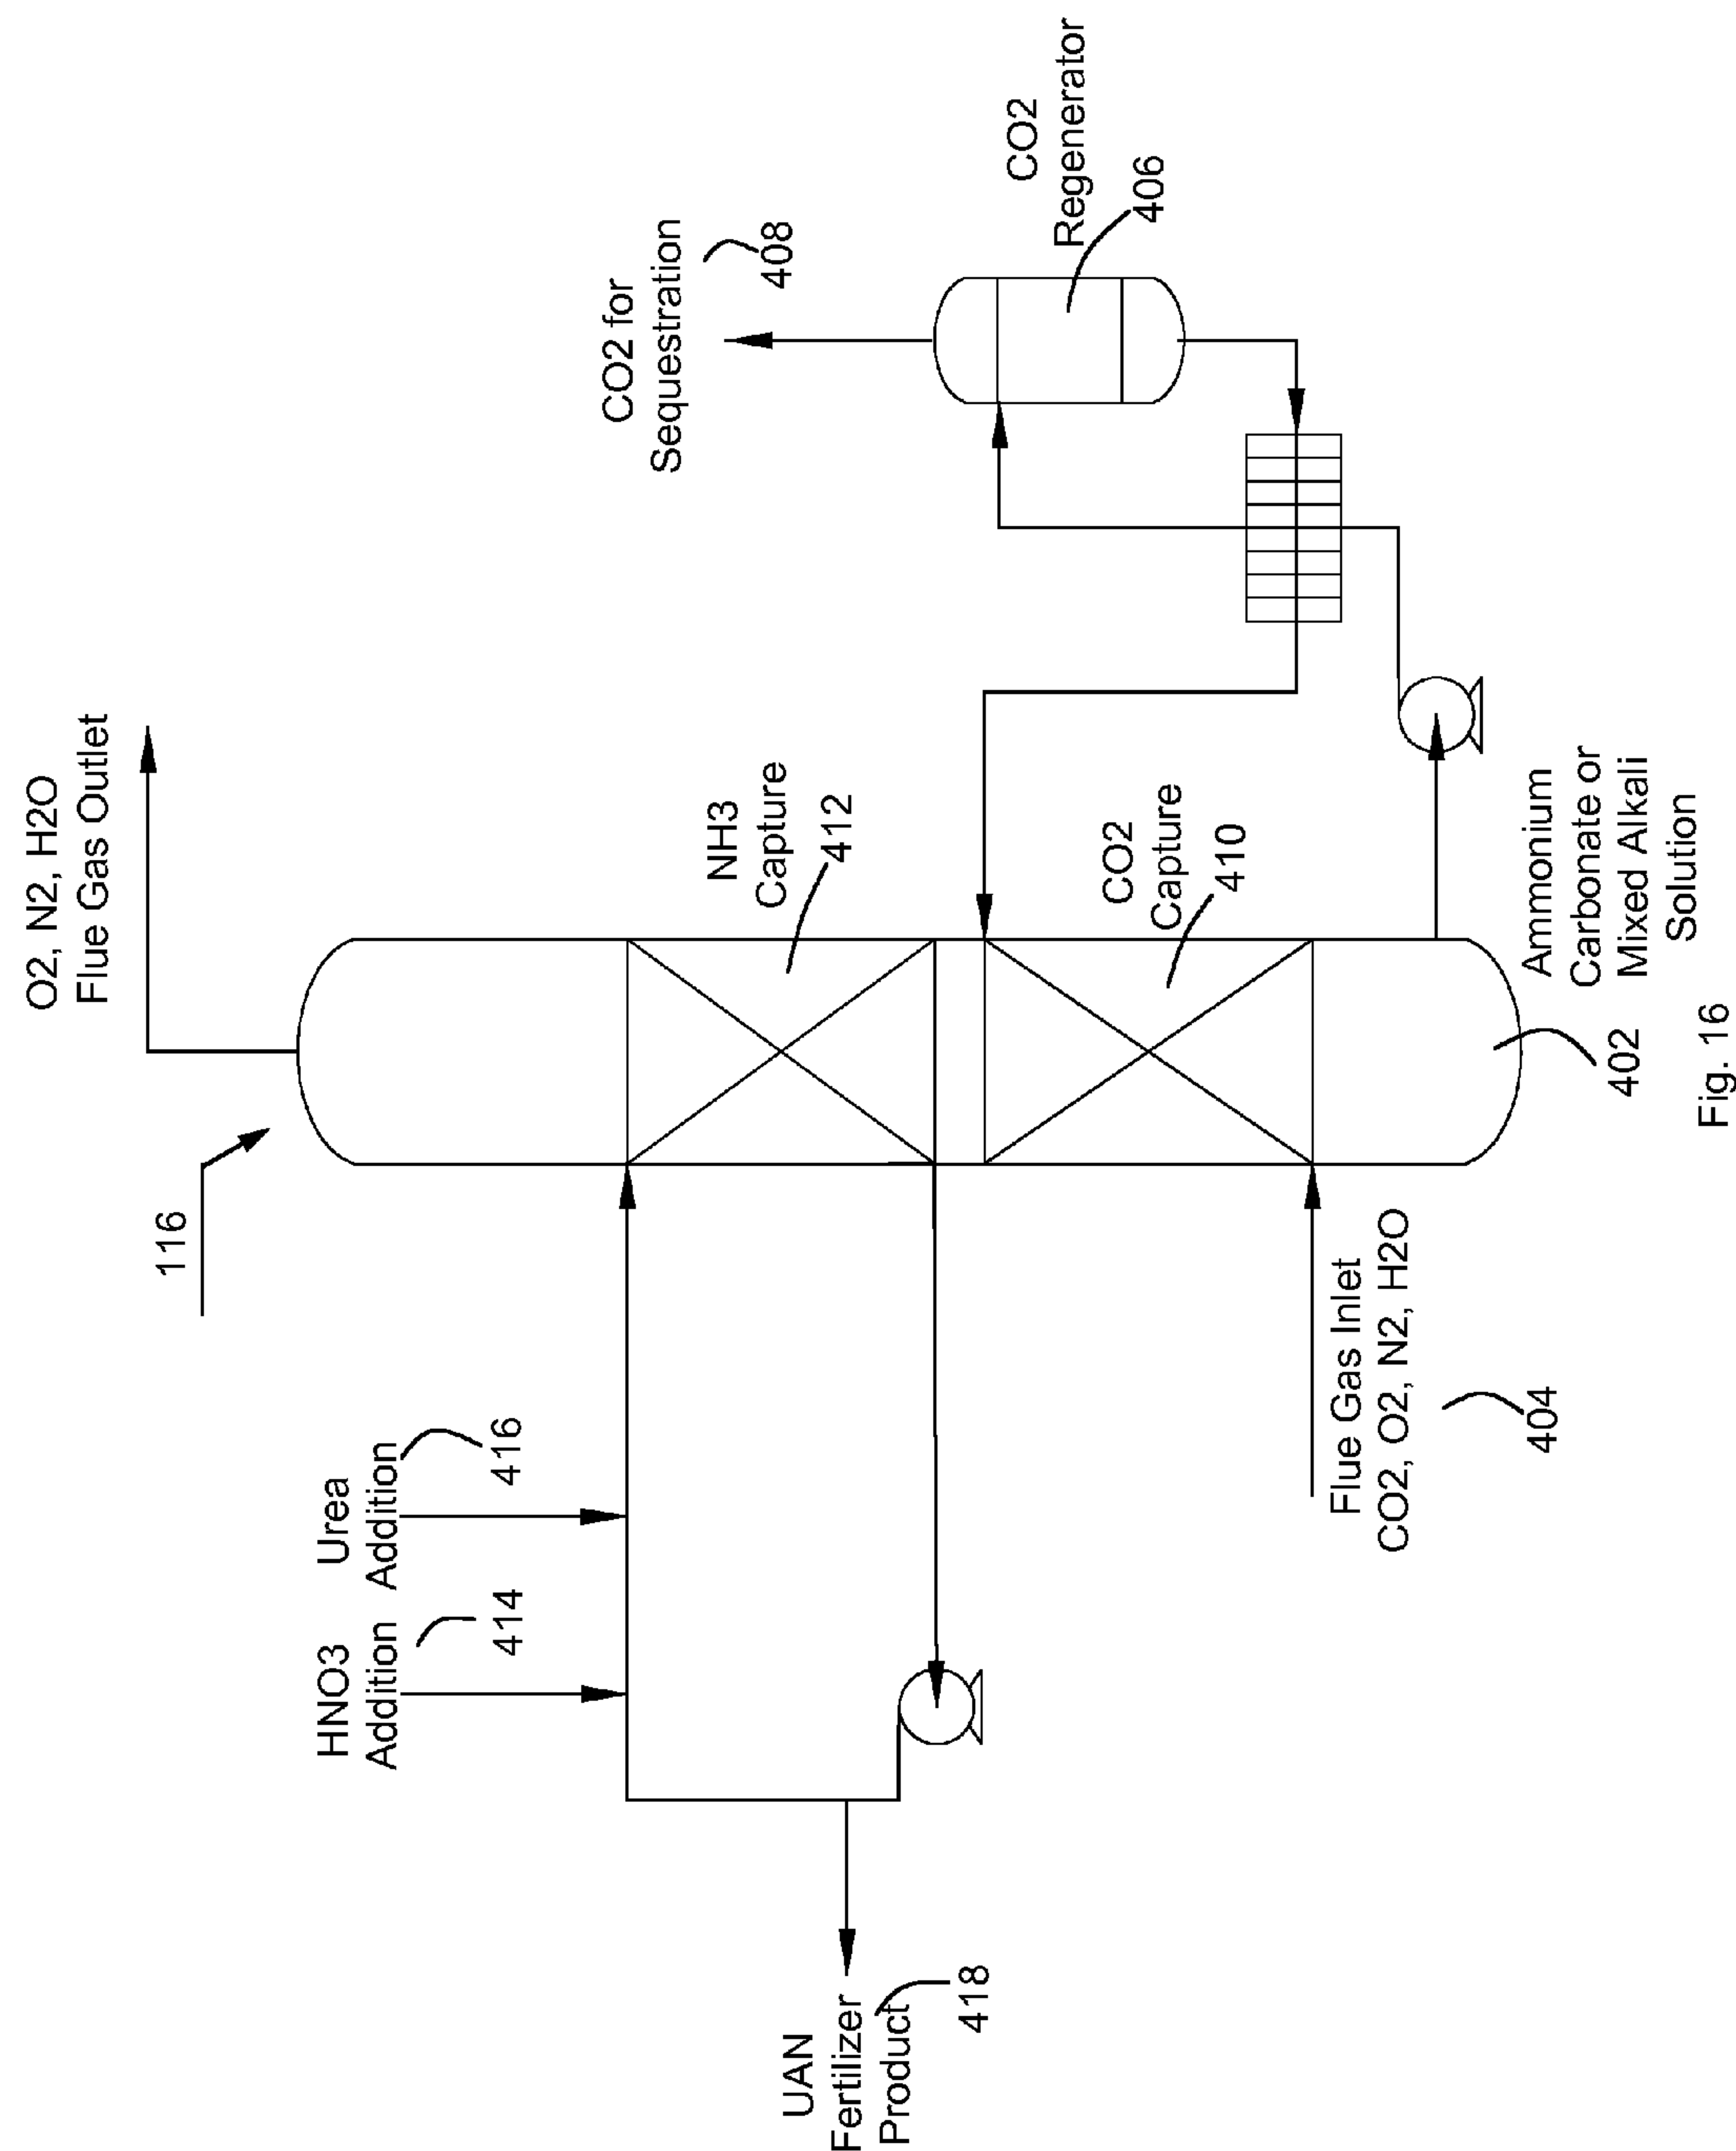 O2, N2, H2O
Flue Gas Outlet
116
CO2 for
Sequestration
408
CO2
Regenerator
406
HNO3
Addition
414
Urea
Addition
416
NH3
Capture
412
UAN
Fertilizer
Product
418
CO2
Capture
410
Flue Gas Inlet
CO2, O2, N2, H2O
404
Ammonium
Carbonate or
Mixed Alkali
Solution
402
Fig. 16